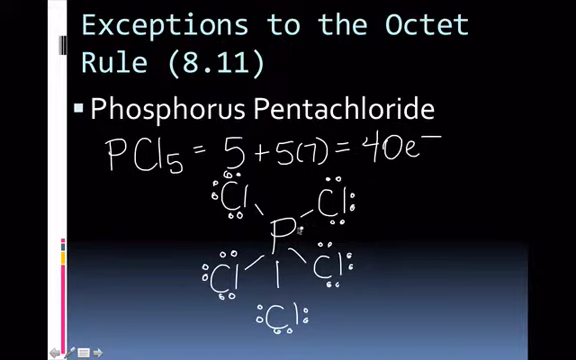 Exceptions to the Octet
Rule (8.11)
Phosphorus Pentachloride
PCl5 = 5 + 5(7) = 40e⁻
Cl Cl
P
Cl Cl
Cl